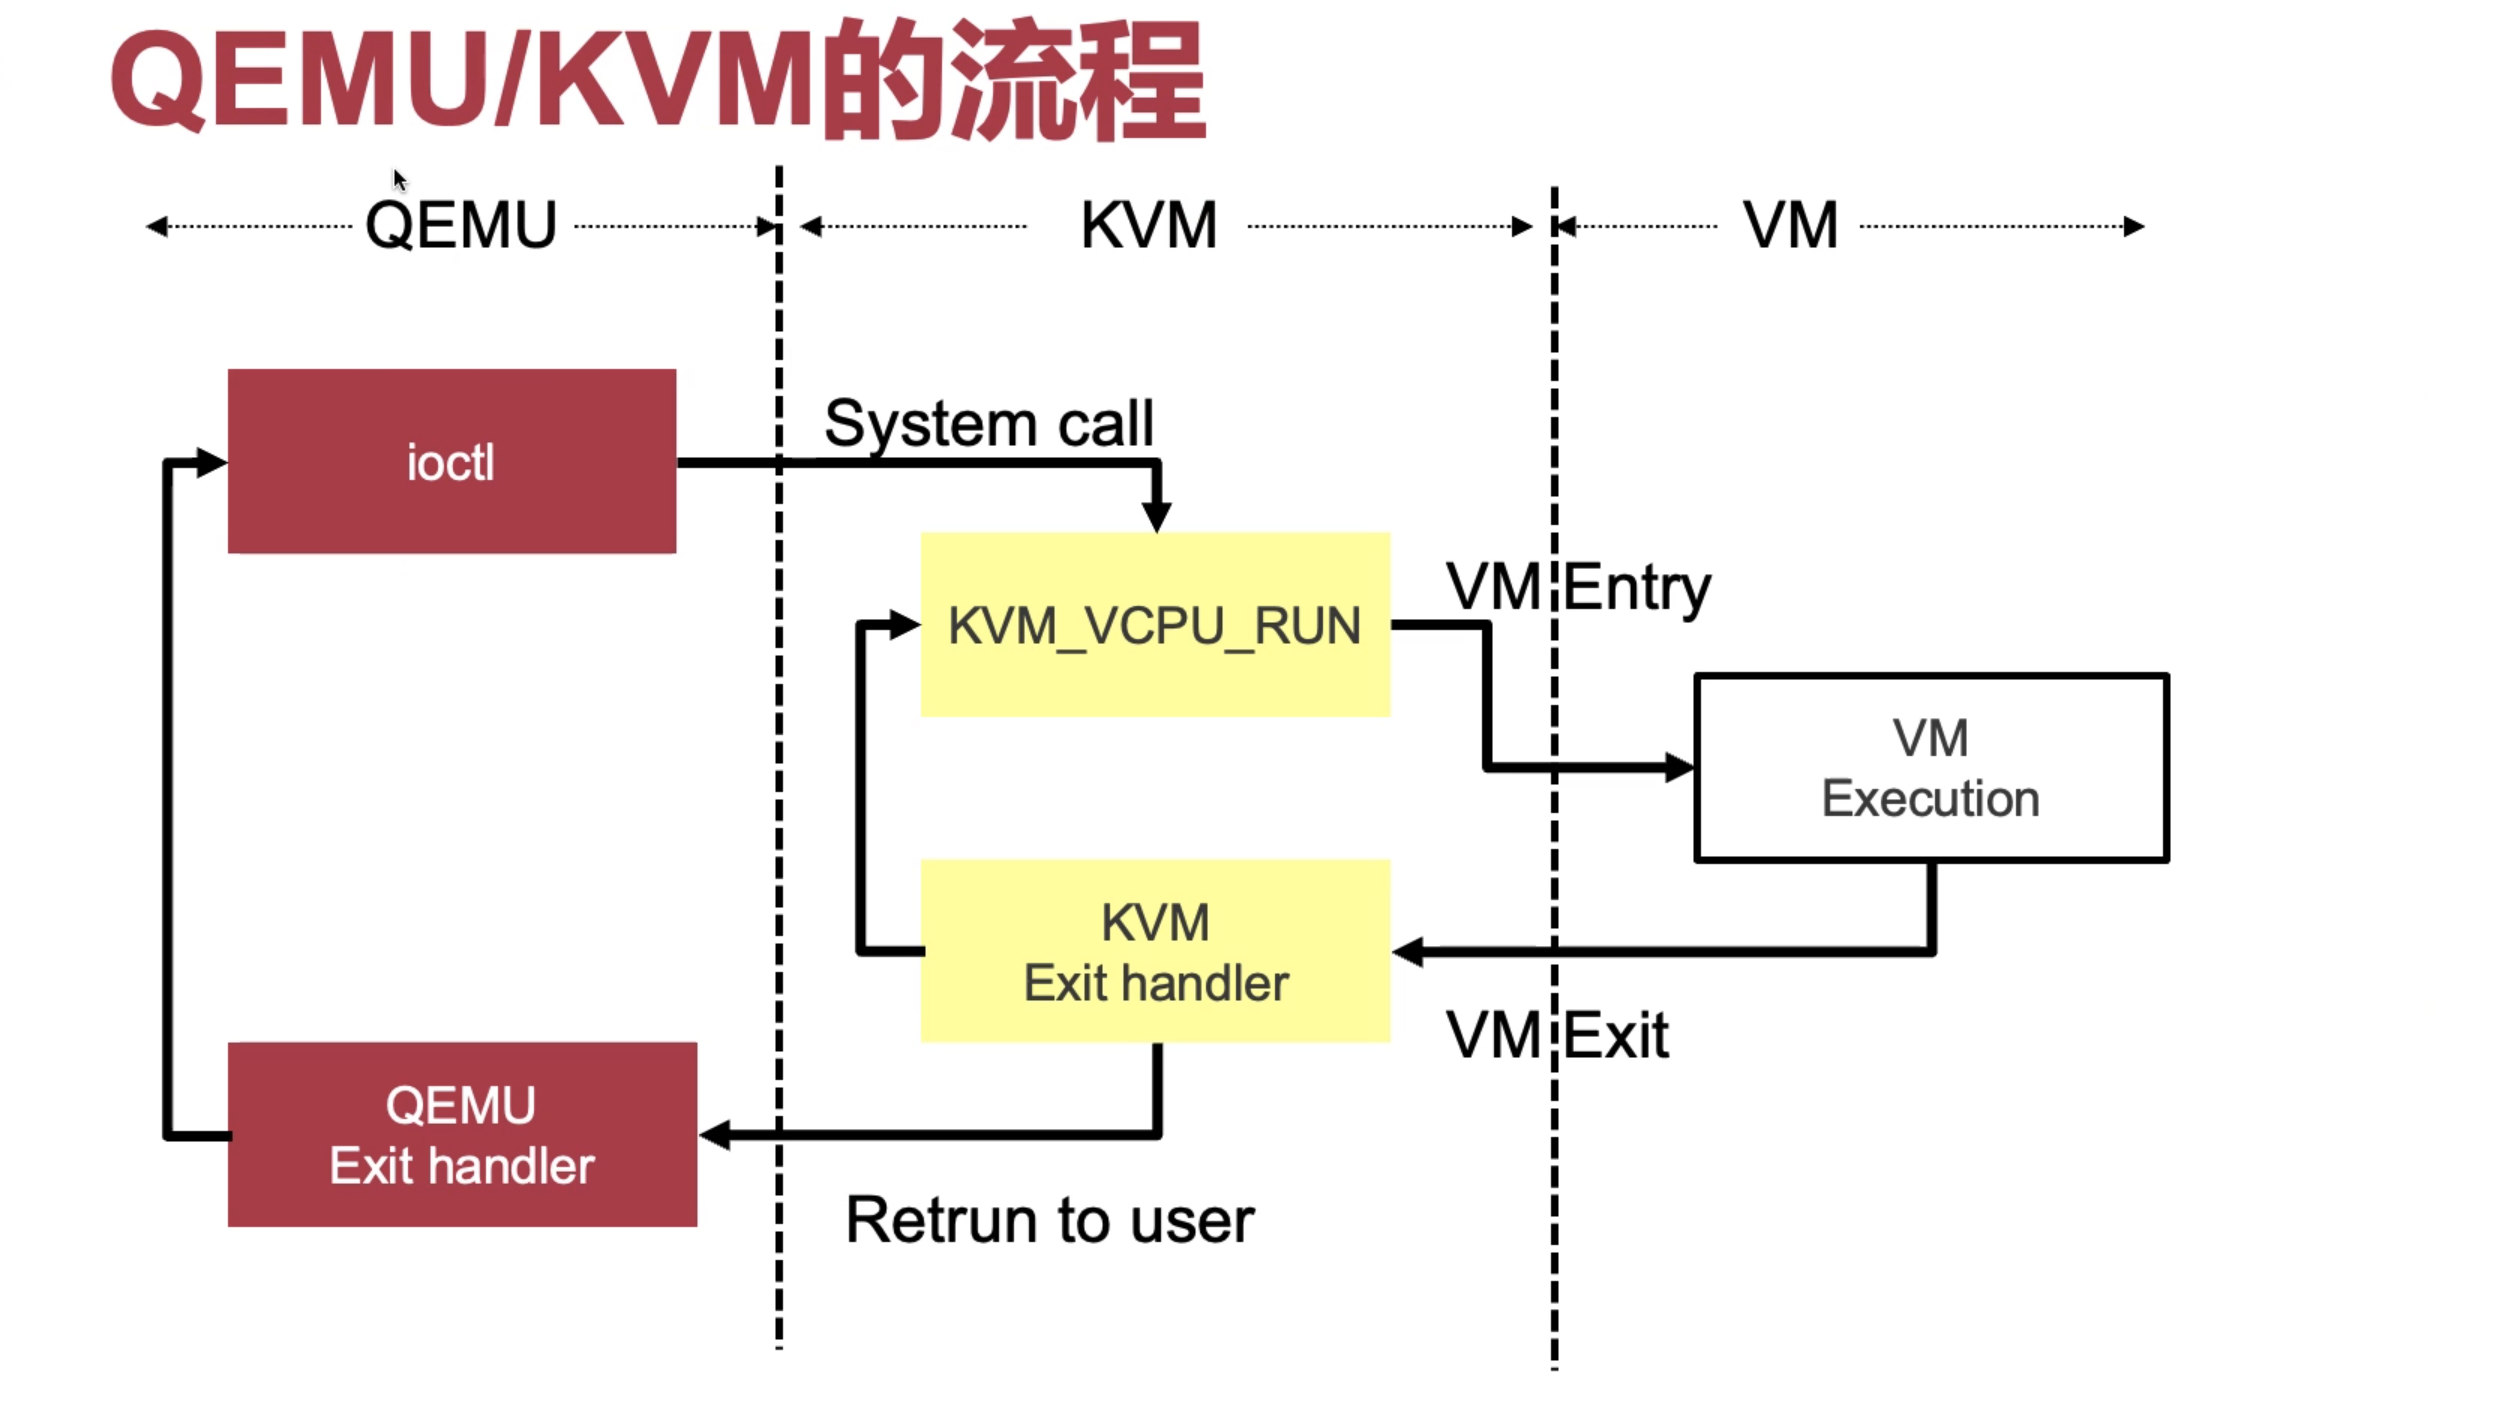 QEMU/KVM的流程
QEMU
KVM
VM
ioctl
System call
KVM_VCPU_RUN
VM Entry
VM
Execution
KVM
Exit handler
VM Exit
QEMU
Exit handler
Retrun to user